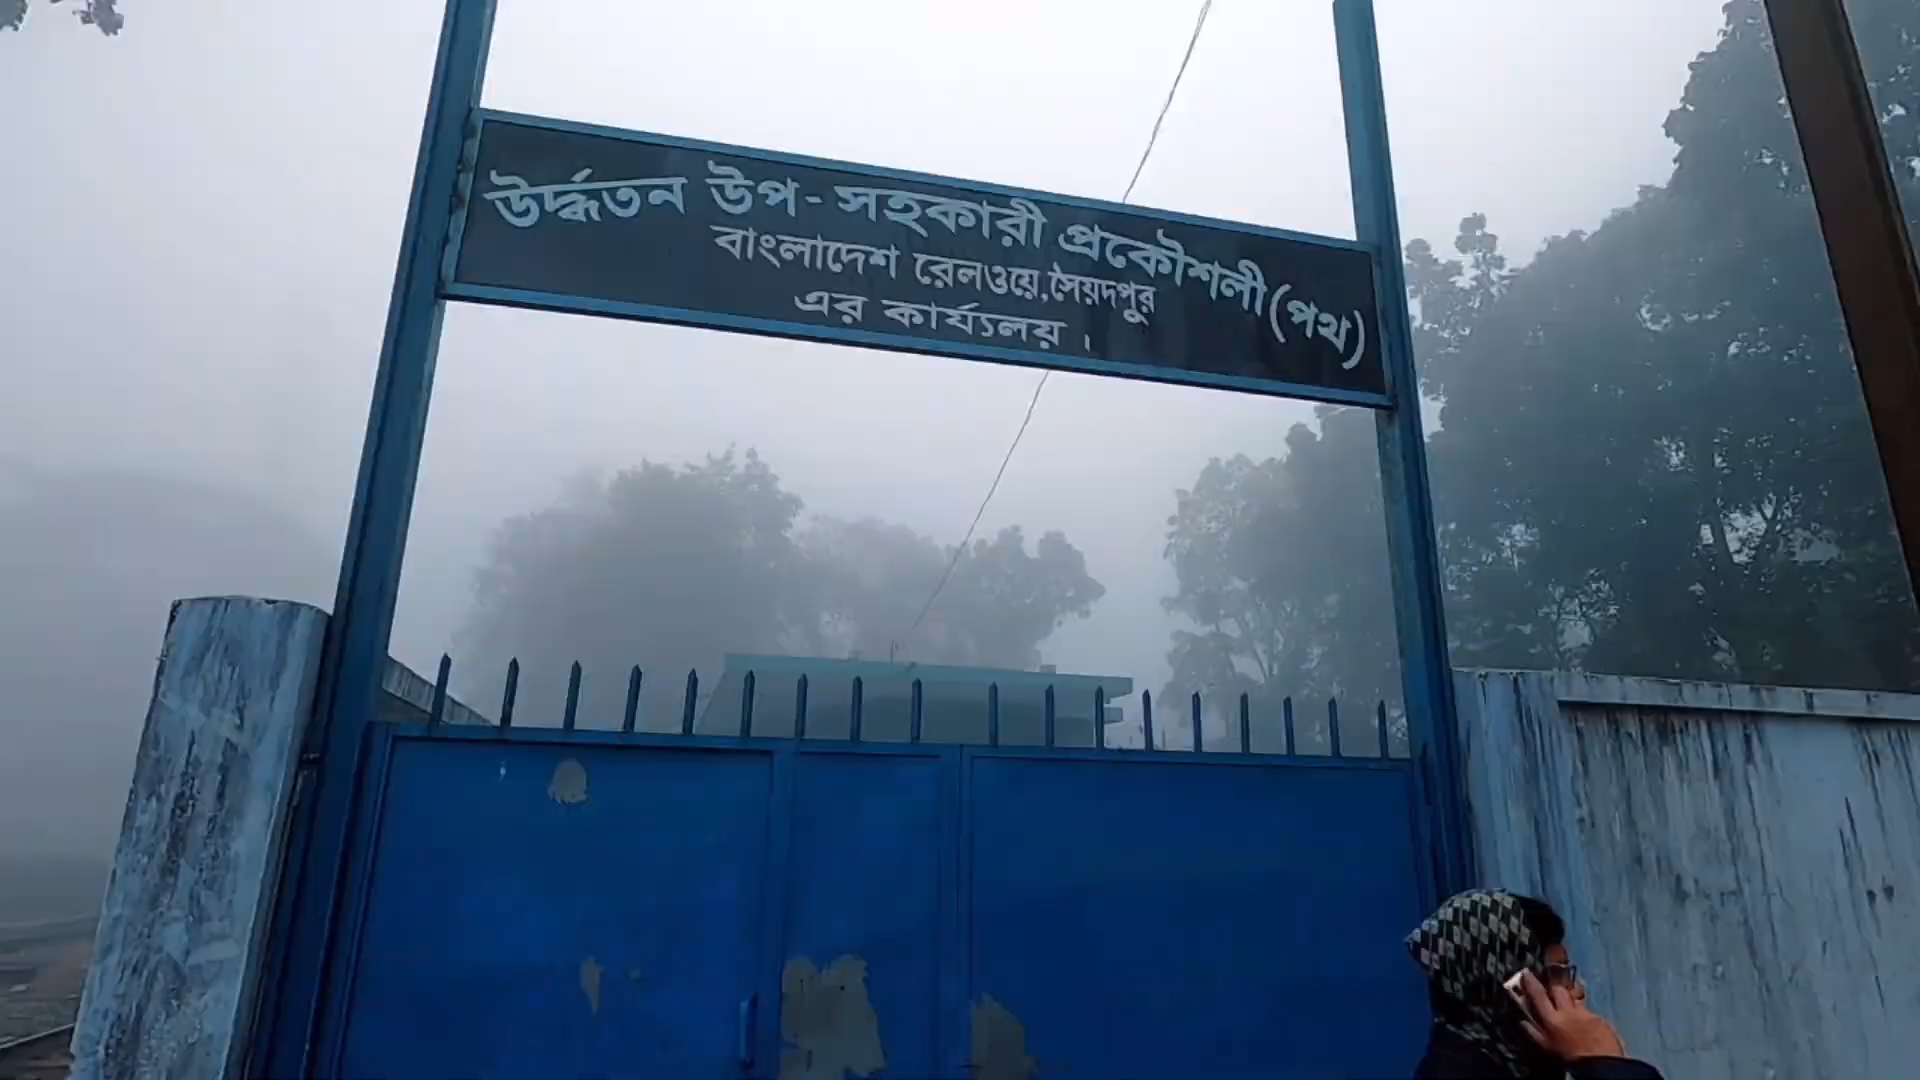 উর্দ্ধতন উপ-সহকারী প্রকৌশলী (পথ)
বাংলাদেশ রেলওয়ে, সৈয়দপুর
এর কার্য্যলয় ।